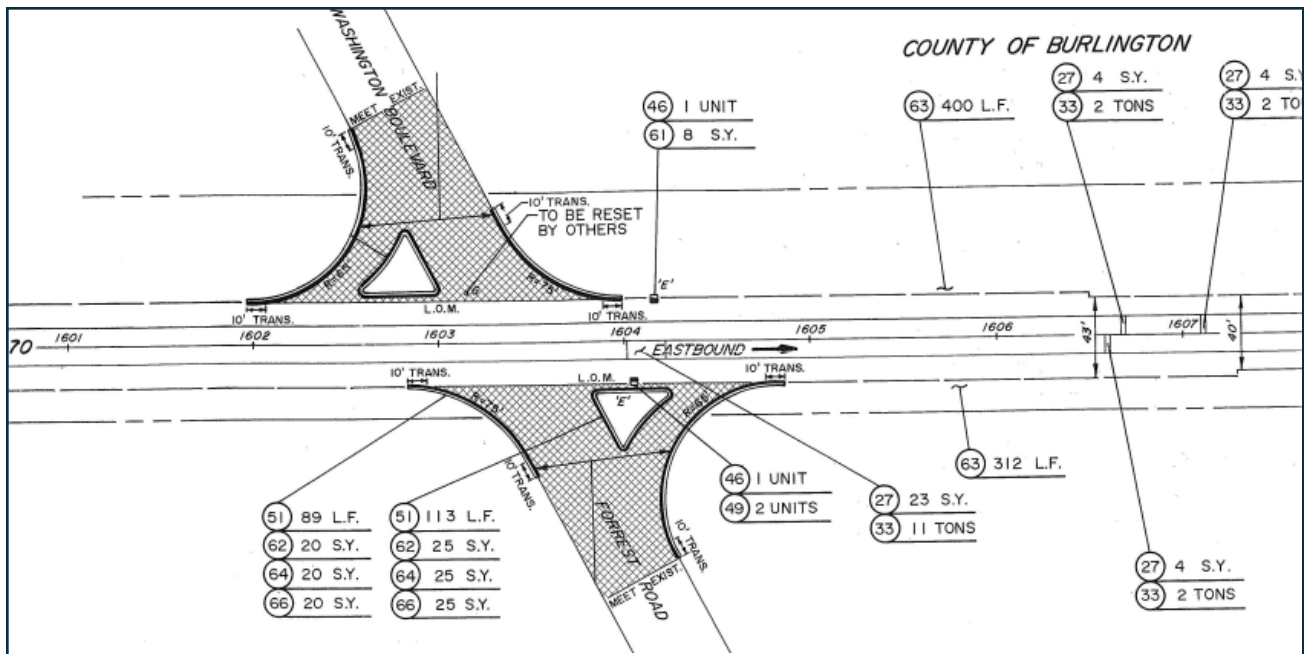 WASHINGTON BOULEVARD
COUNTY OF BURLINGTON
MEET EXIST.
10' TRANS.
46 1 UNIT
61 8 S.Y.
63 400 L.F.
27 4 S.Y.
33 2 TONS
27 4 S.Y.
33 2 TO
10' TRANS.
TO BE RESET
BY OTHERS
R=65'
R=75'
G
'E'
10' TRANS.
L.O.M.
10' TRANS.
70
1601
1602
1603
1604
1605
1606
1607
43'
40'
EASTBOUND
10' TRANS.
L.O.M.
10' TRANS.
R=75'
'E'
R=65'
10' TRANS.
63 312 L.F.
46 1 UNIT
49 2 UNITS
27 23 S.Y.
33 11 TONS
51 89 L.F.
62 20 S.Y.
64 20 S.Y.
66 20 S.Y.
51 113 L.F.
62 25 S.Y.
64 25 S.Y.
66 25 S.Y.
FORREST ROAD
10' TRANS.
MEET EXIST.
27 4 S.Y.
33 2 TONS